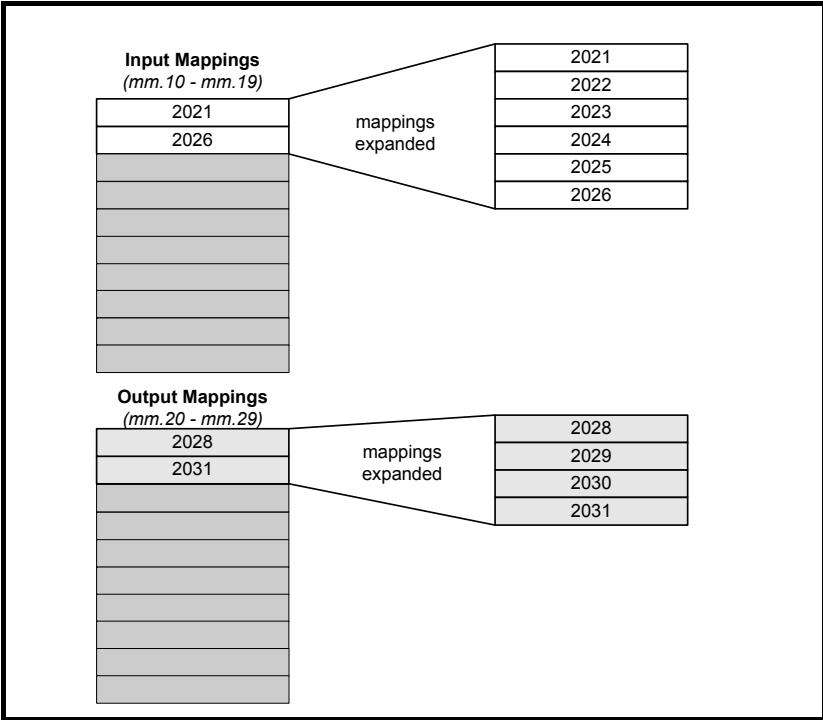 Input Mappings
(mm.10 - mm.19)
2021
2026
mappings
expanded
2021
2022
2023
2024
2025
2026
Output Mappings
(mm.20 - mm.29)
2028
2031
mappings
expanded
2028
2029
2030
2031